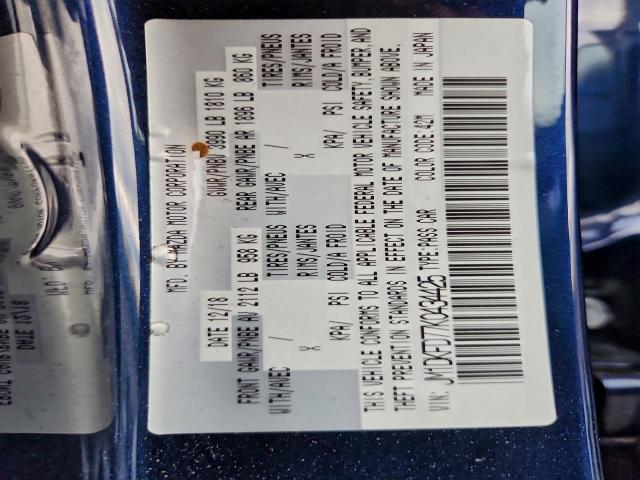 MFD. BY MAZDA MOTOR CORPORATION
DATE 12/18 GVWR/PNBV 3990 LB 1810 KG
FRONT GAWR/PNBE AV 2112 LB 958 KG REAR GAWR/PNBE AR 1896 LB 860 KG
WITH/AVEC / TIRES/PNEUS WITH/AVEC / TIRES/PNEUS
X RIMS/JANTES X RIMS/JANTES
KPA/ PSI COLD/A FROID KPA/ PSI COLD/A FROID
THIS VEHICLE CONFORMS TO ALL APPLICABLE FEDERAL MOTOR VEHICLE SAFETY, BUMPER, AND
THEFT PREVENTION STANDARDS IN EFFECT ON THE DATE OF MANUFACTURE SHOWN ABOVE.
VIN: TYPE:PASS CAR COLOR CODE:42M MADE IN JAPAN